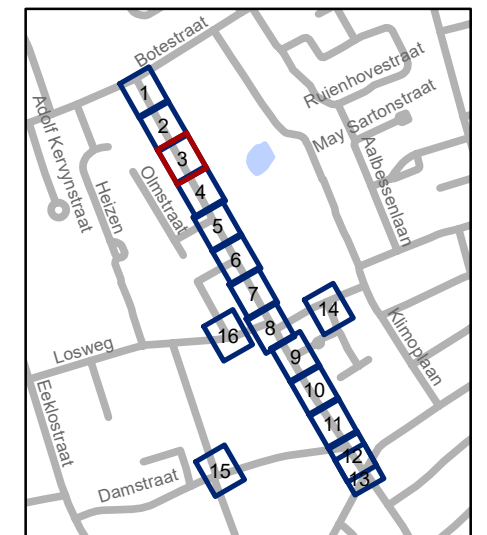 Botestraat
Ruienhovestraat
May Sartonstraat
Adolf Kervynstraat
Heizen
Olmstraat
Aalbessenlaan
1
2
3
4
5
6
7
8
14
16
9
Losweg
Klimoplaan
10
Eeklostraat
11
12
15
13
Damstraat